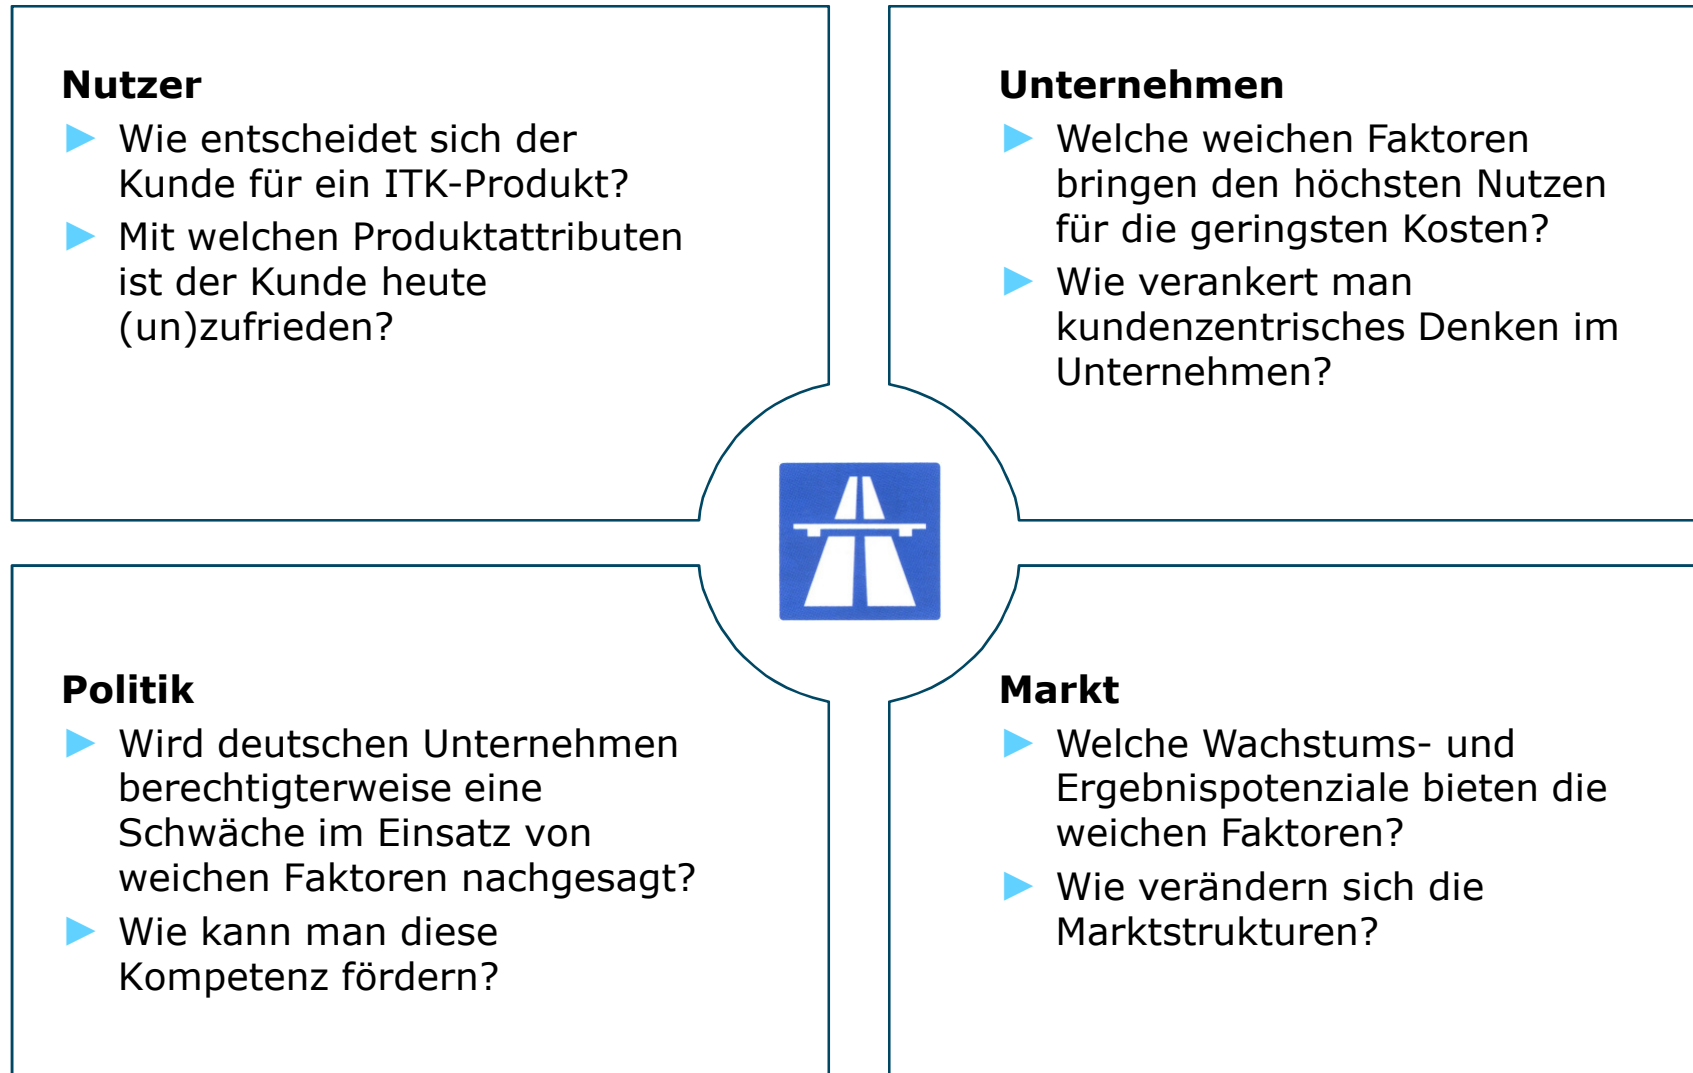 Nutzer
Wie entscheidet sich der
Kunde für ein ITK-Produkt?
Mit welchen Produktattributen
ist der Kunde heute
(un)zufrieden?
Unternehmen
Welche weichen Faktoren
bringen den höchsten Nutzen
für die geringsten Kosten?
Wie verankert man
kundenzentrisches Denken im
Unternehmen?
Politik
Wird deutschen Unternehmen
berechtigterweise eine
Schwäche im Einsatz von
weichen Faktoren nachgesagt?
Wie kann man diese
Kompetenz fördern?
Markt
Welche Wachstums- und
Ergebnispotenziale bieten die
weichen Faktoren?
Wie verändern sich die
Marktstrukturen?